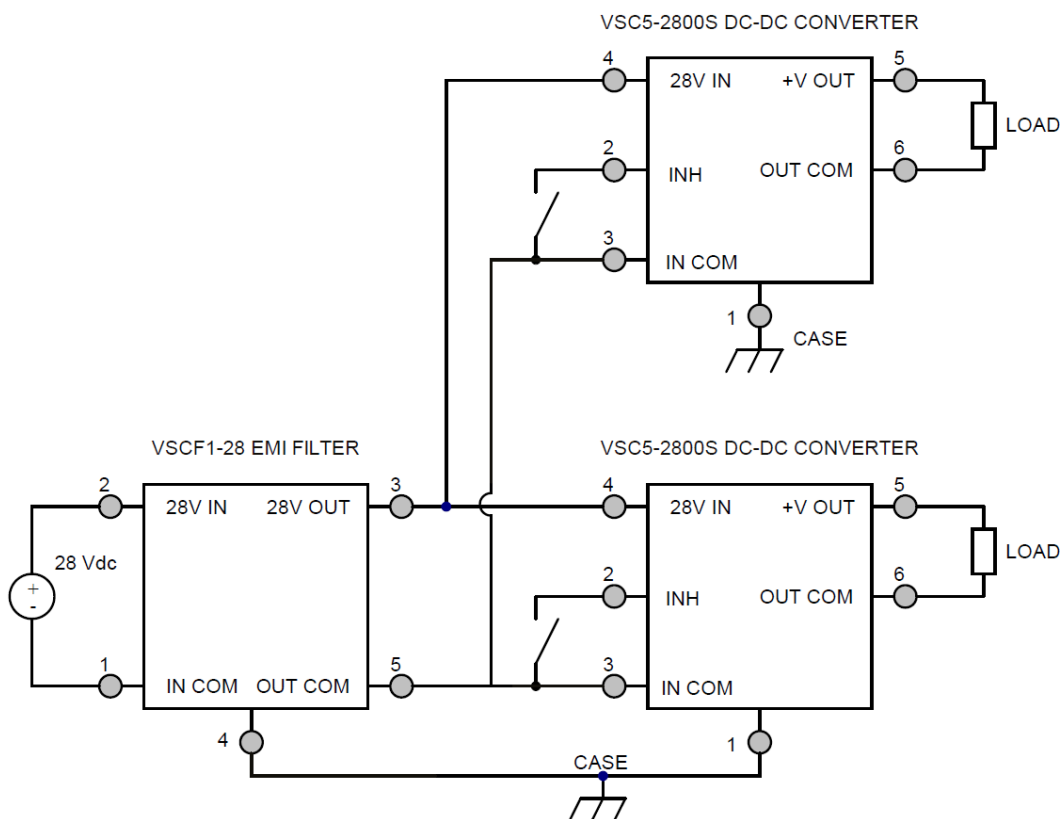 VSC5-2800S DC-DC CONVERTER
4
5
28V IN
+V OUT
LOAD
2
6
INH
OUT COM
3
IN COM
1
CASE
VSCF1-28 EMI FILTER
VSC5-2800S DC-DC CONVERTER
2
3
4
5
28V IN
28V OUT
28V IN
+V OUT
28 Vdc
+
-
LOAD
2
6
INH
OUT COM
1
5
3
IN COM
OUT COM
IN COM
4
1
CASE